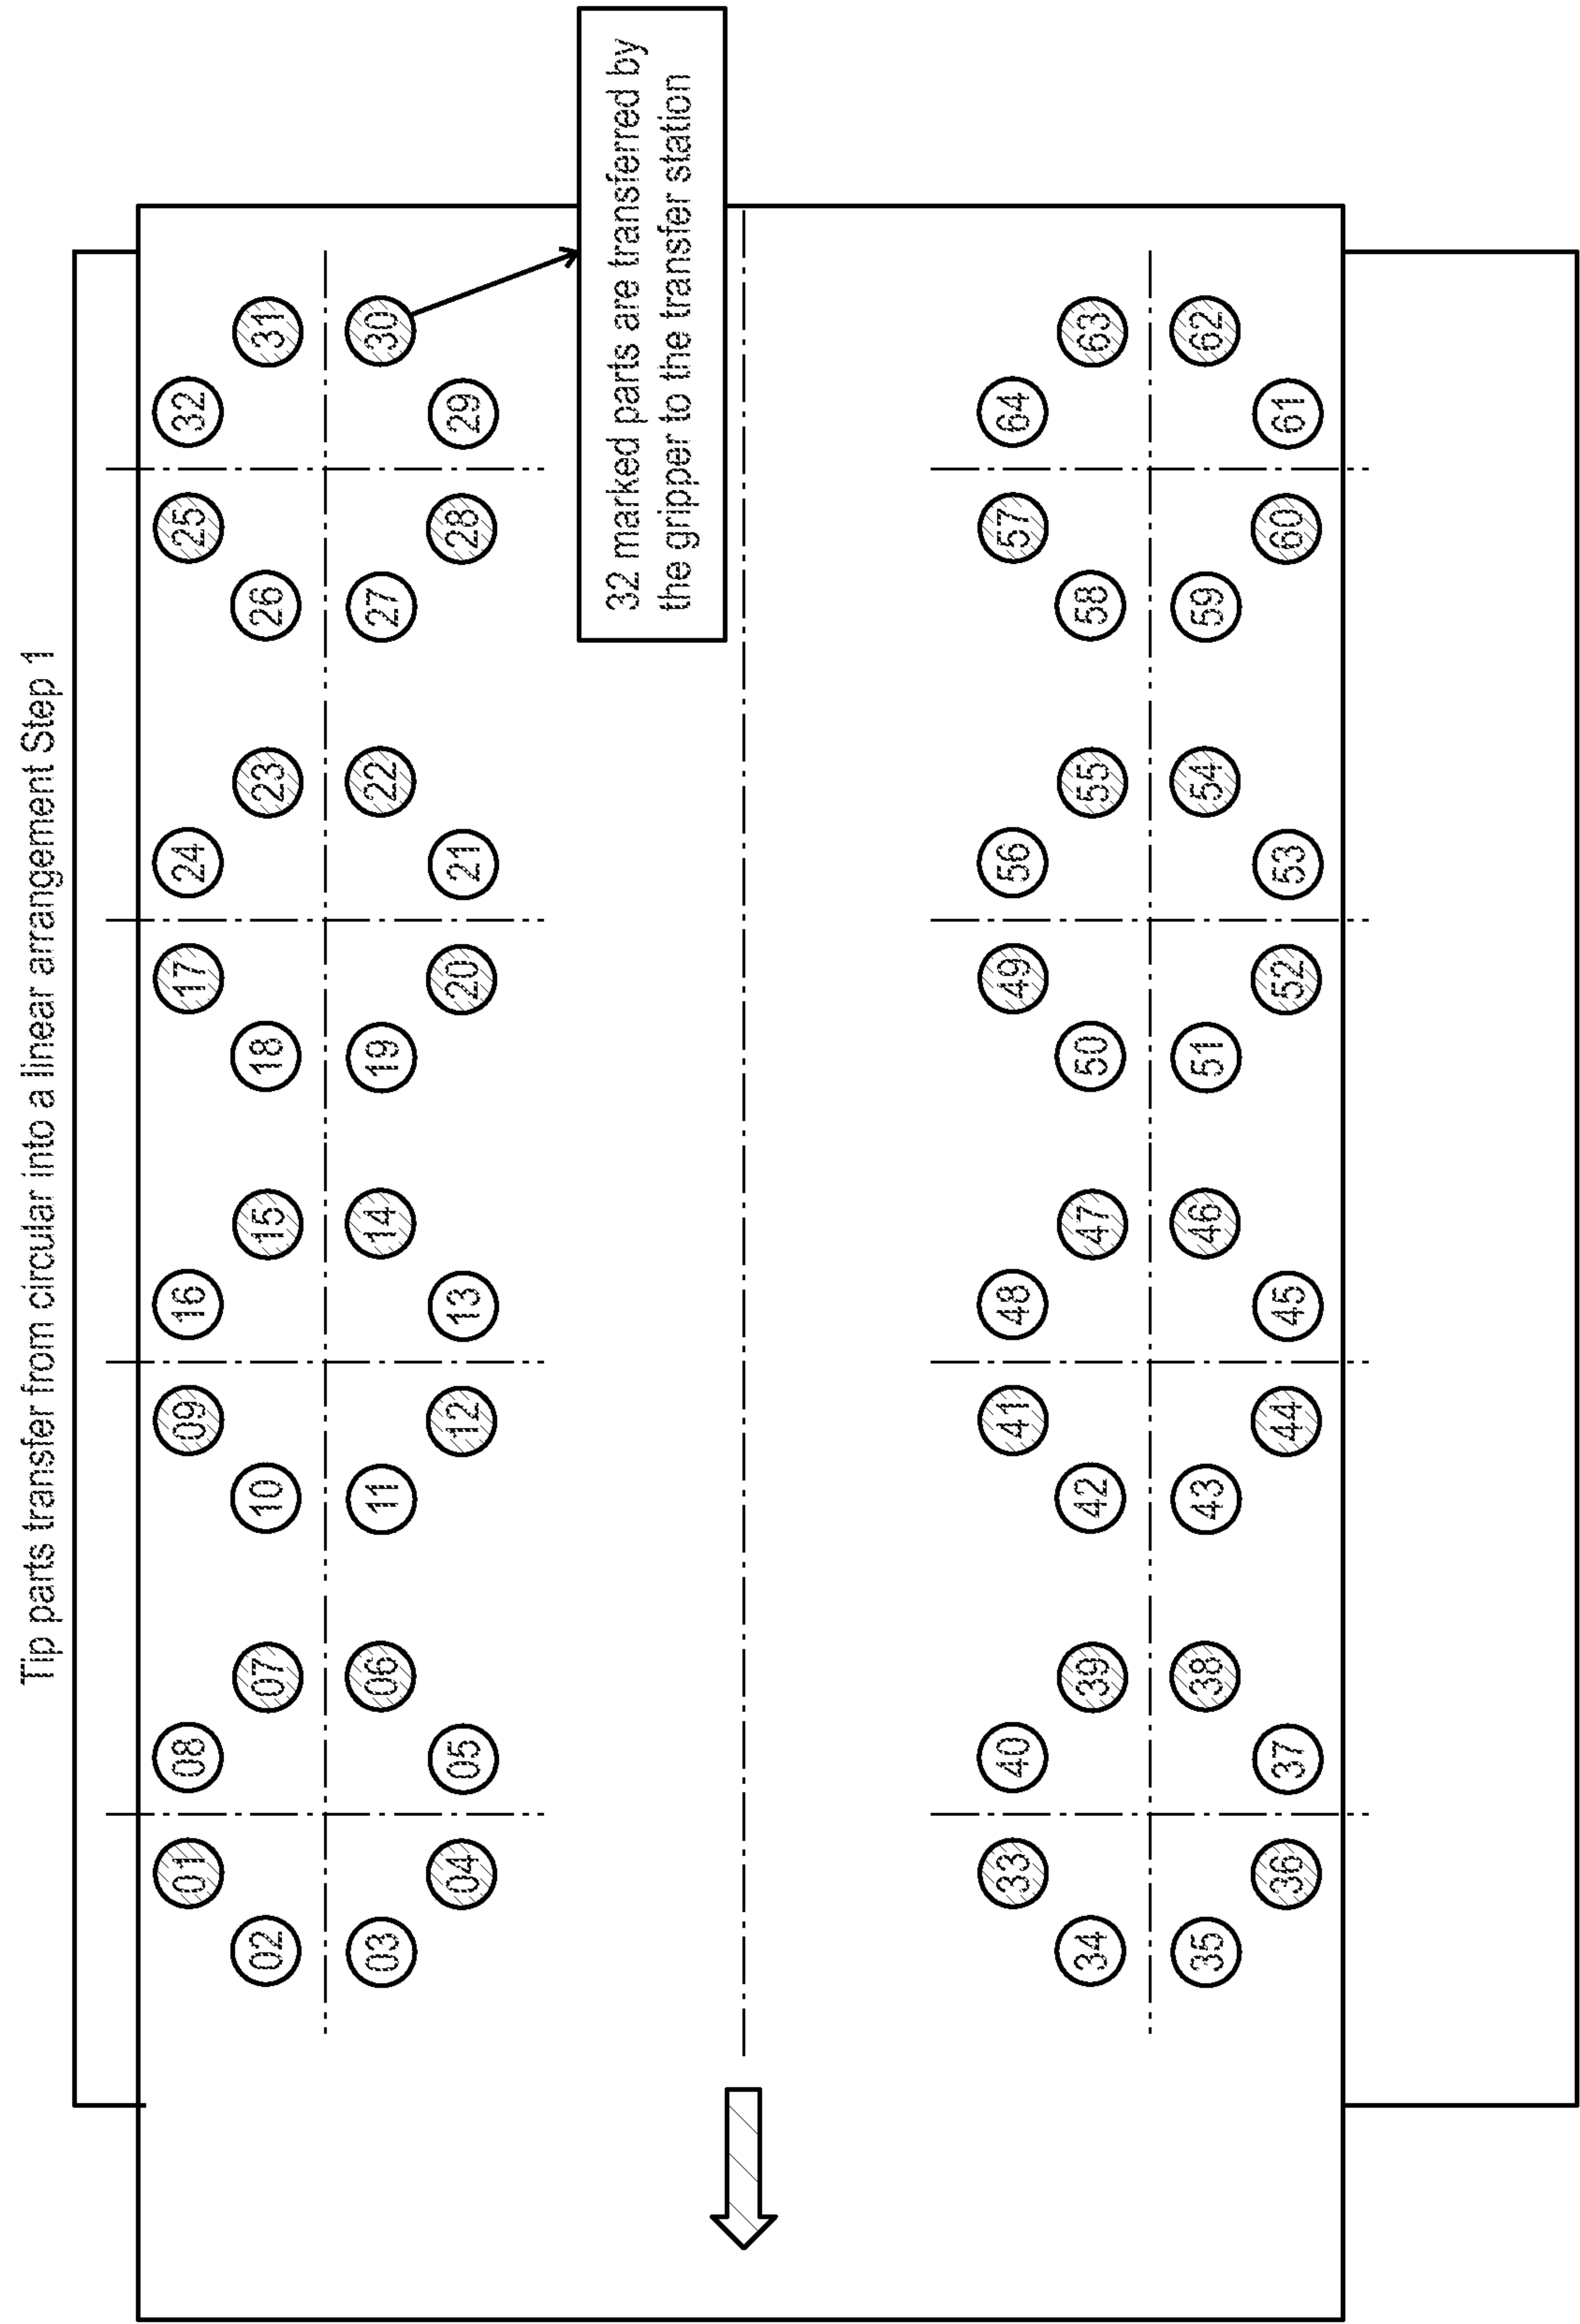 Tip parts transfer from circular into a linear arrangement Step 1
32 marked parts are transferred by
the gripper to the transfer station
01 08 09 16 17 24 25 32
02 07 10 15 18 23 26 31
03 06 11 14 19 22 27 30
04 05 12 13 20 21 28 29
33 40 41 48 49 56 57 64
34 39 42 47 50 55 58 63
35 38 43 46 51 54 59 62
36 37 44 45 52 53 60 61